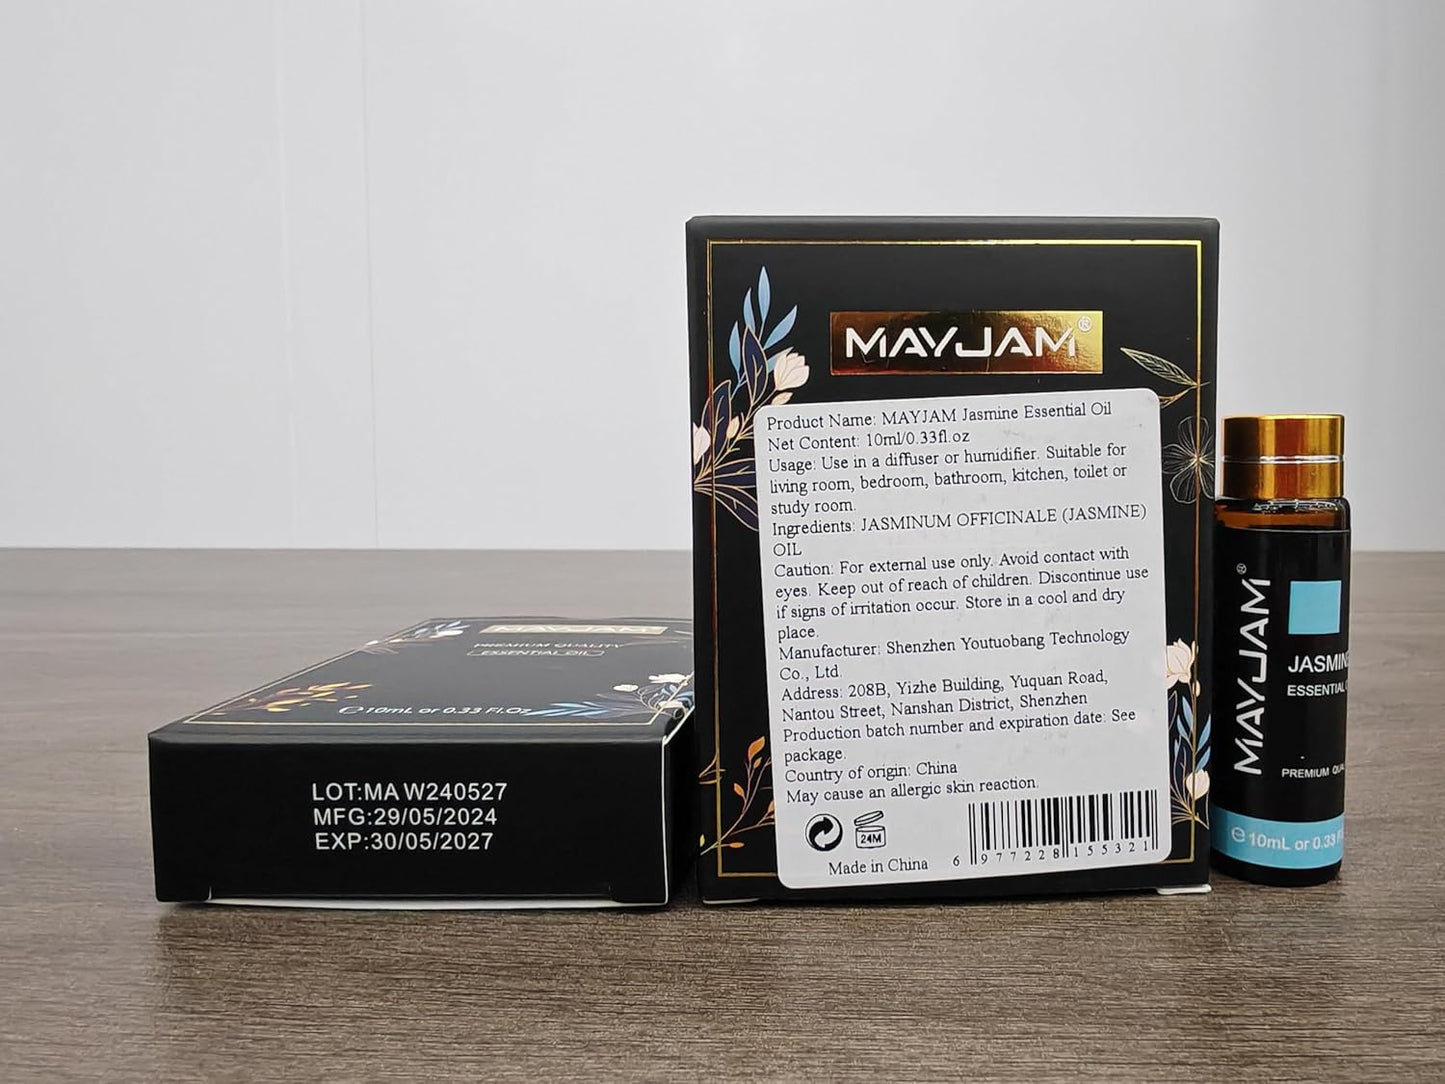 MAYJAM
PREMIUM QUALITY
ESSENTIAL OIL
℮10mL or 0.33 Fl.Oz
LOT:MAW240527
MFG:29/05/2024
EXP:30/05/2027
MAYJAM®
Product Name: MAYJAM Jasmine Essential Oil
Net Content: 10ml/0.33fl.oz
Usage: Use in a diffuser or humidifier. Suitable for
living room, bedroom, bathroom, kitchen, toilet or
study room.
Ingredients: JASMINUM OFFICINALE (JASMINE)
OIL
Caution: For external use only. Avoid contact with
eyes. Keep out of reach of children. Discontinue use
if signs of irritation occur. Store in a cool and dry
place.
Manufacturer: Shenzhen Youtuobang Technology
Co., Ltd.
Address: 208B, Yizhe Building, Yuquan Road,
Nantou Street, Nanshan District, Shenzhen
Production batch number and expiration date: See
package.
Country of origin: China
May cause an allergic skin reaction.
24M
Made in China
6 977228 155321
MAYJAM®
JASMINE
ESSENTIAL
PREMIUM QUA
℮10mL or 0.33 F